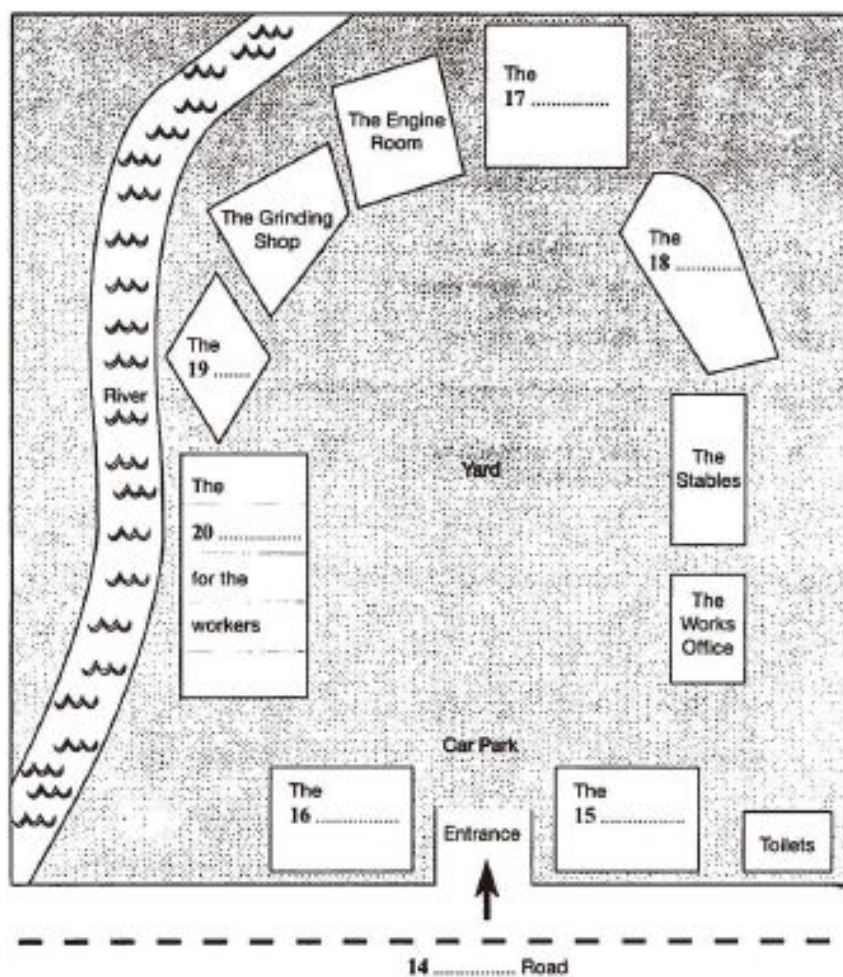 The
17 ..................
The Engine
Room
The Grinding
Shop
The
18 ..................
The
19 ..........
River
The
Stables
Yard
The
20 ......................
for the
workers
The
Works
Office
Car Park
The
16 ......................
Entrance
The
15 ......................
Toilets
14 .................. Road